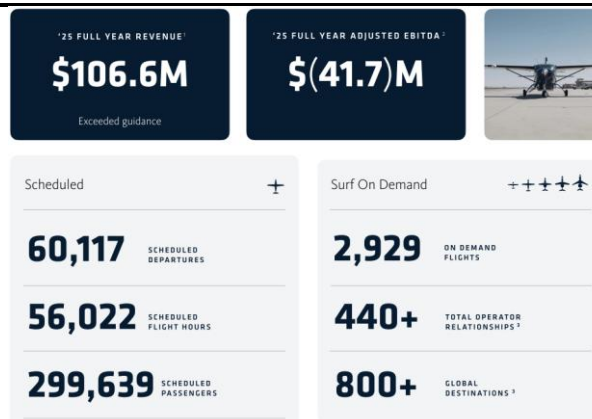 '25 FULL YEAR REVENUE¹
$106.6M
Exceeded guidance
'25 FULL YEAR ADJUSTED EBITDA²
$(41.7)M
Scheduled
60,117 SCHEDULED
DEPARTURES
56,022 SCHEDULED
FLIGHT HOURS
299,639 SCHEDULED
PASSENGERS
Surf On Demand
2,929 ON DEMAND
FLIGHTS
440+ TOTAL OPERATOR
RELATIONSHIPS³
800+ GLOBAL
DESTINATIONS³